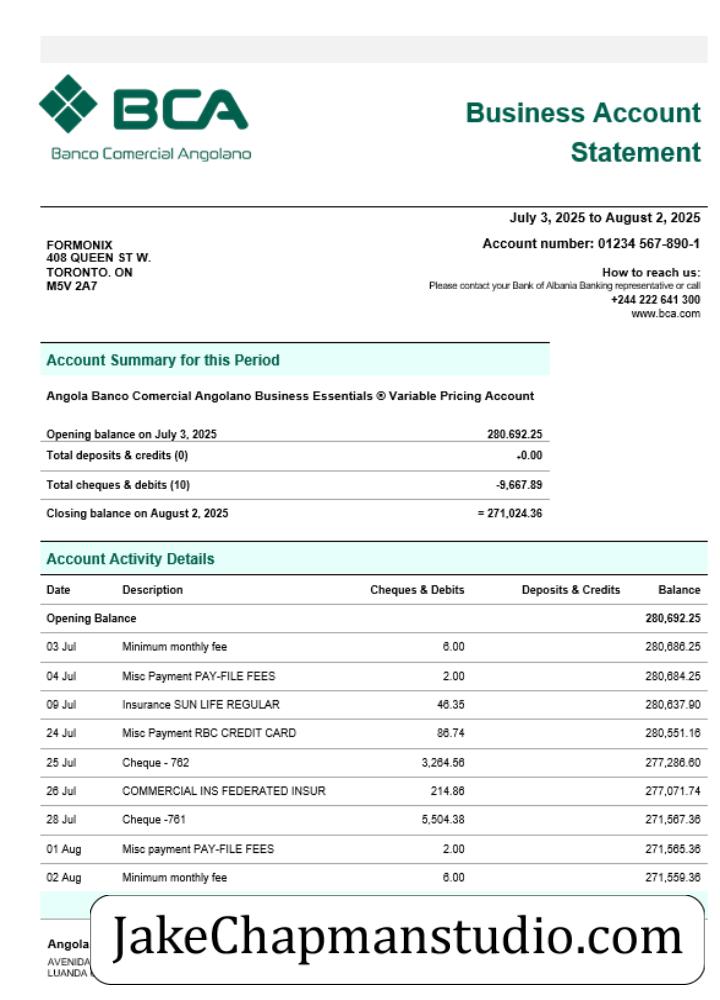 BCA
Banco Comercial Angolano
Business Account
Statement
July 3, 2025 to August 2, 2025
FORMONIX
408 QUEEN ST W.
TORONTO. ON
M5V 2A7
Account number: 01234 567-890-1
How to reach us:
Please contact your Bank of Albania Banking representative or call
+244 222 641 300
www.bca.com
Account Summary for this Period
Angola Banco Comercial Angolano Business Essentials ® Variable Pricing Account
Opening balance on July 3, 2025 280.692.25
Total deposits & credits (0) +0.00
Total cheques & debits (10) -9,667.89
Closing balance on August 2, 2025 = 271,024.36
Account Activity Details
Date Description Cheques & Debits Deposits & Credits Balance
Opening Balance 280,692.25
03 Jul Minimum monthly fee 6.00 280,686.25
04 Jul Misc Payment PAY-FILE FEES 2.00 280,684.25
09 Jul Insurance SUN LIFE REGULAR 46.35 280,637.90
24 Jul Misc Payment RBC CREDIT CARD 86.74 280,551.16
25 Jul Cheque - 762 3,264.56 277,286.60
26 Jul COMMERCIAL INS FEDERATED INSUR 214.86 277,071.74
28 Jul Cheque -761 5,504.38 271,567.36
01 Aug Misc payment PAY-FILE FEES 2.00 271,565.36
02 Aug Minimum monthly fee 6.00 271,559.36
Angola
AVENIDA
LUANDA
JakeChapmanstudio.com